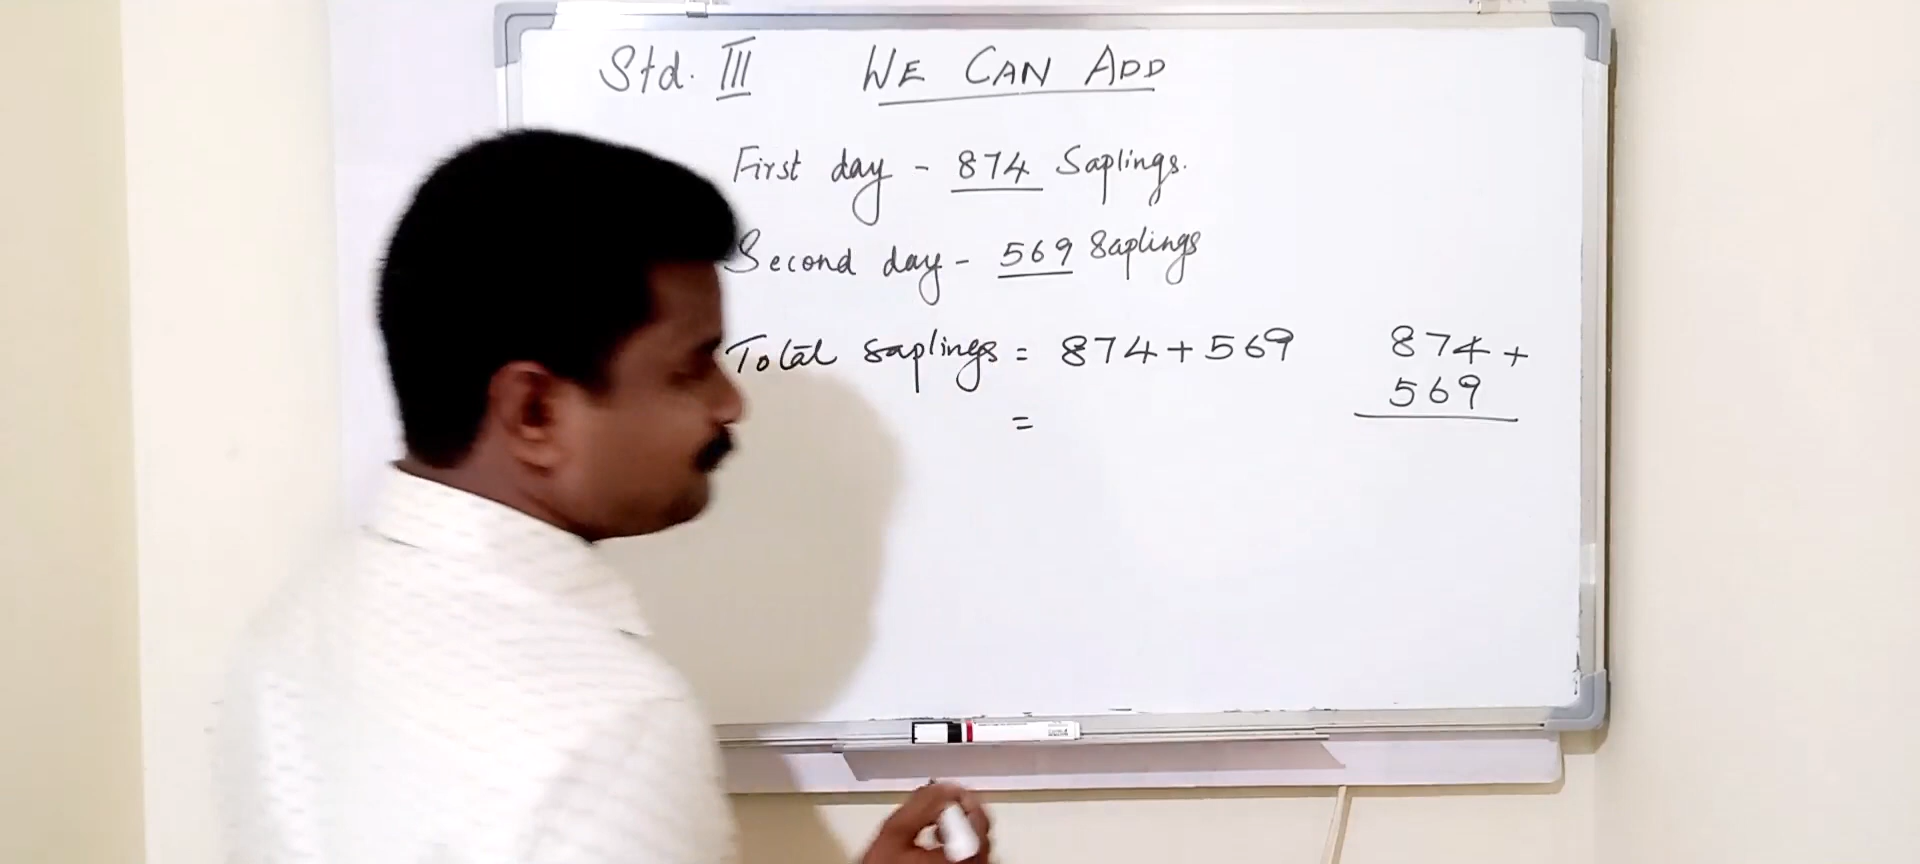 Std. III WE CAN ADD
First day - 874 Saplings.
Second day - 569 Saplings
Total saplings = 874 + 569
=
874 +
569